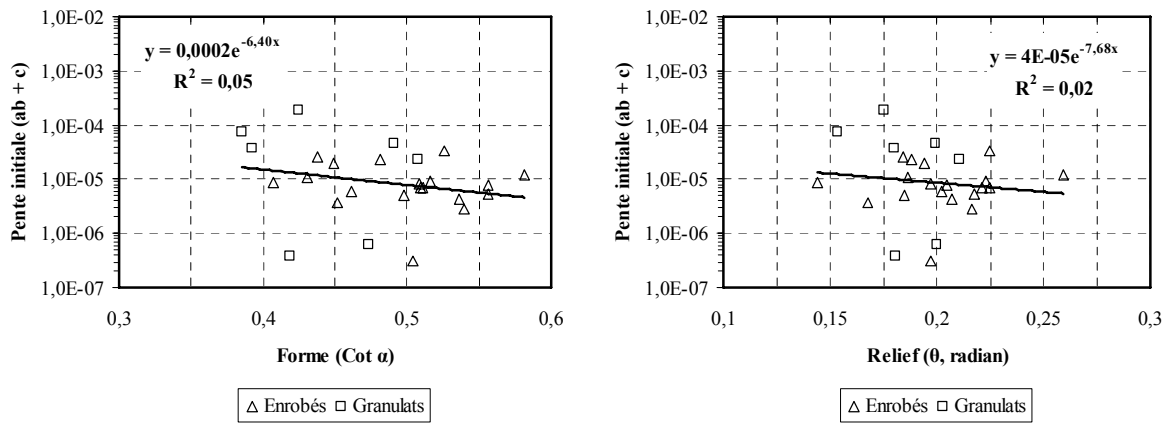 1,0E-02
1,0E-03
1,0E-04
1,0E-05
1,0E-06
1,0E-07
Pente initiale (ab + c)
y = 0,0002e^-6,40x
R² = 0,05
0,3 0,4 0,5 0,6
Forme (Cot α)
Enrobés Granulats
1,0E-02
1,0E-03
1,0E-04
1,0E-05
1,0E-06
1,0E-07
Pente initiale (ab + c)
y = 4E-05e^-7,68x
R² = 0,02
0,1 0,15 0,2 0,25 0,3
Relief (θ, radian)
Enrobés Granulats